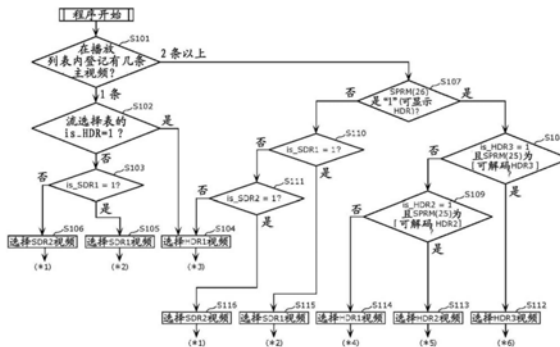 程序开始
S101
在播放
列表内登记有几条
主视频?
2条以上
1条
S102
流选择表的
is_HDR=1?
是
否
S103
is_SDR1 = 1?
否
是
S106
选择SDR2视频
(*1)
S105
选择SDR1视频
(*2)
S104
选择HDR1视频
(*3)
S107
SPRM(26)
是“1”(可显示
HDR)?
否
是
S110
is_SDR1 = 1?
否
是
S111
is_SDR2 = 1?
否
是
is_HDR3 = 1
且SPRM(25)为
[可解码HDR3]
?
否
是
S109
is_HDR2 = 1
且SPRM(25)为
[可解码HDR2]
?
否
是
S116
选择SDR2视频
(*1)
S115
选择SDR1视频
(*2)
S114
选择HDR1视频
(*4)
S113
选择HDR2视频
(*5)
S112
选择HDR3视频
(*6)